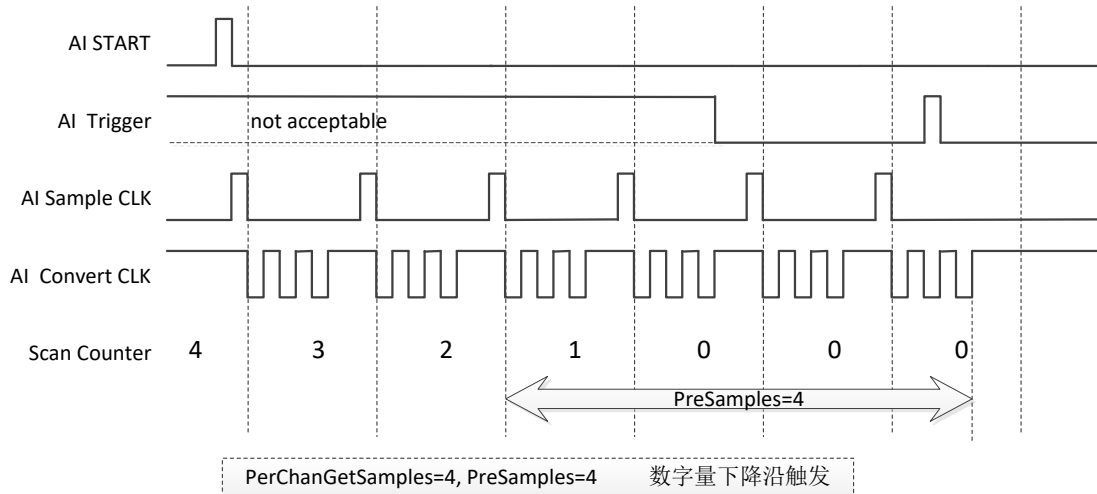 AI START
AI Trigger
not acceptable
AI Sample CLK
AI Convert CLK
Scan Counter 4 3 2 1 0 0 0
PreSamples=4
PerChanGetSamples=4, PreSamples=4 数字量下降沿触发